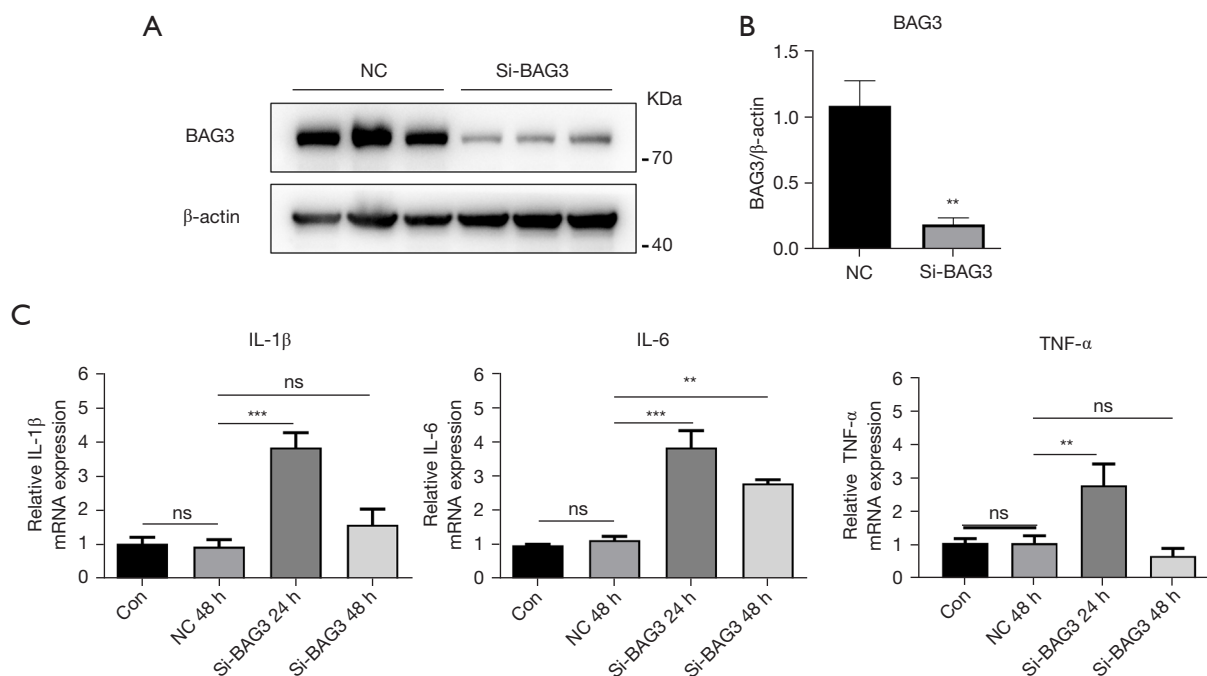 A
NC
Si-BAG3
KDa
BAG3
-70
β-actin
-40
B
BAG3
BAG3/β-actin
1.5
1.0
0.5
0.0
**
NC
Si-BAG3
C
IL-1β
Relative IL-1β
mRNA expression
6
5
4
3
2
1
0
ns
***
ns
Con
NC 48 h
Si-BAG3 24 h
Si-BAG3 48 h
IL-6
Relative IL-6
mRNA expression
6
5
4
3
2
1
0
**
***
ns
Con
NC 48 h
Si-BAG3 24 h
Si-BAG3 48 h
TNF-α
Relative TNF-α
mRNA expression
6
5
4
3
2
1
0
ns
**
ns
Con
NC 48 h
Si-BAG3 24 h
Si-BAG3 48 h